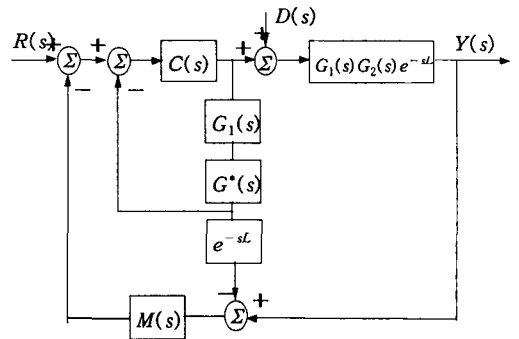 D(s)
R(s)
Y(s)
+
+
+
+
Σ
Σ
C(s)
Σ
G₁(s) G₂(s) e⁻ˢᴸ
−
−
G₁(s)
G*(s)
e⁻ˢᴸ
−
+
M(s)
Σ